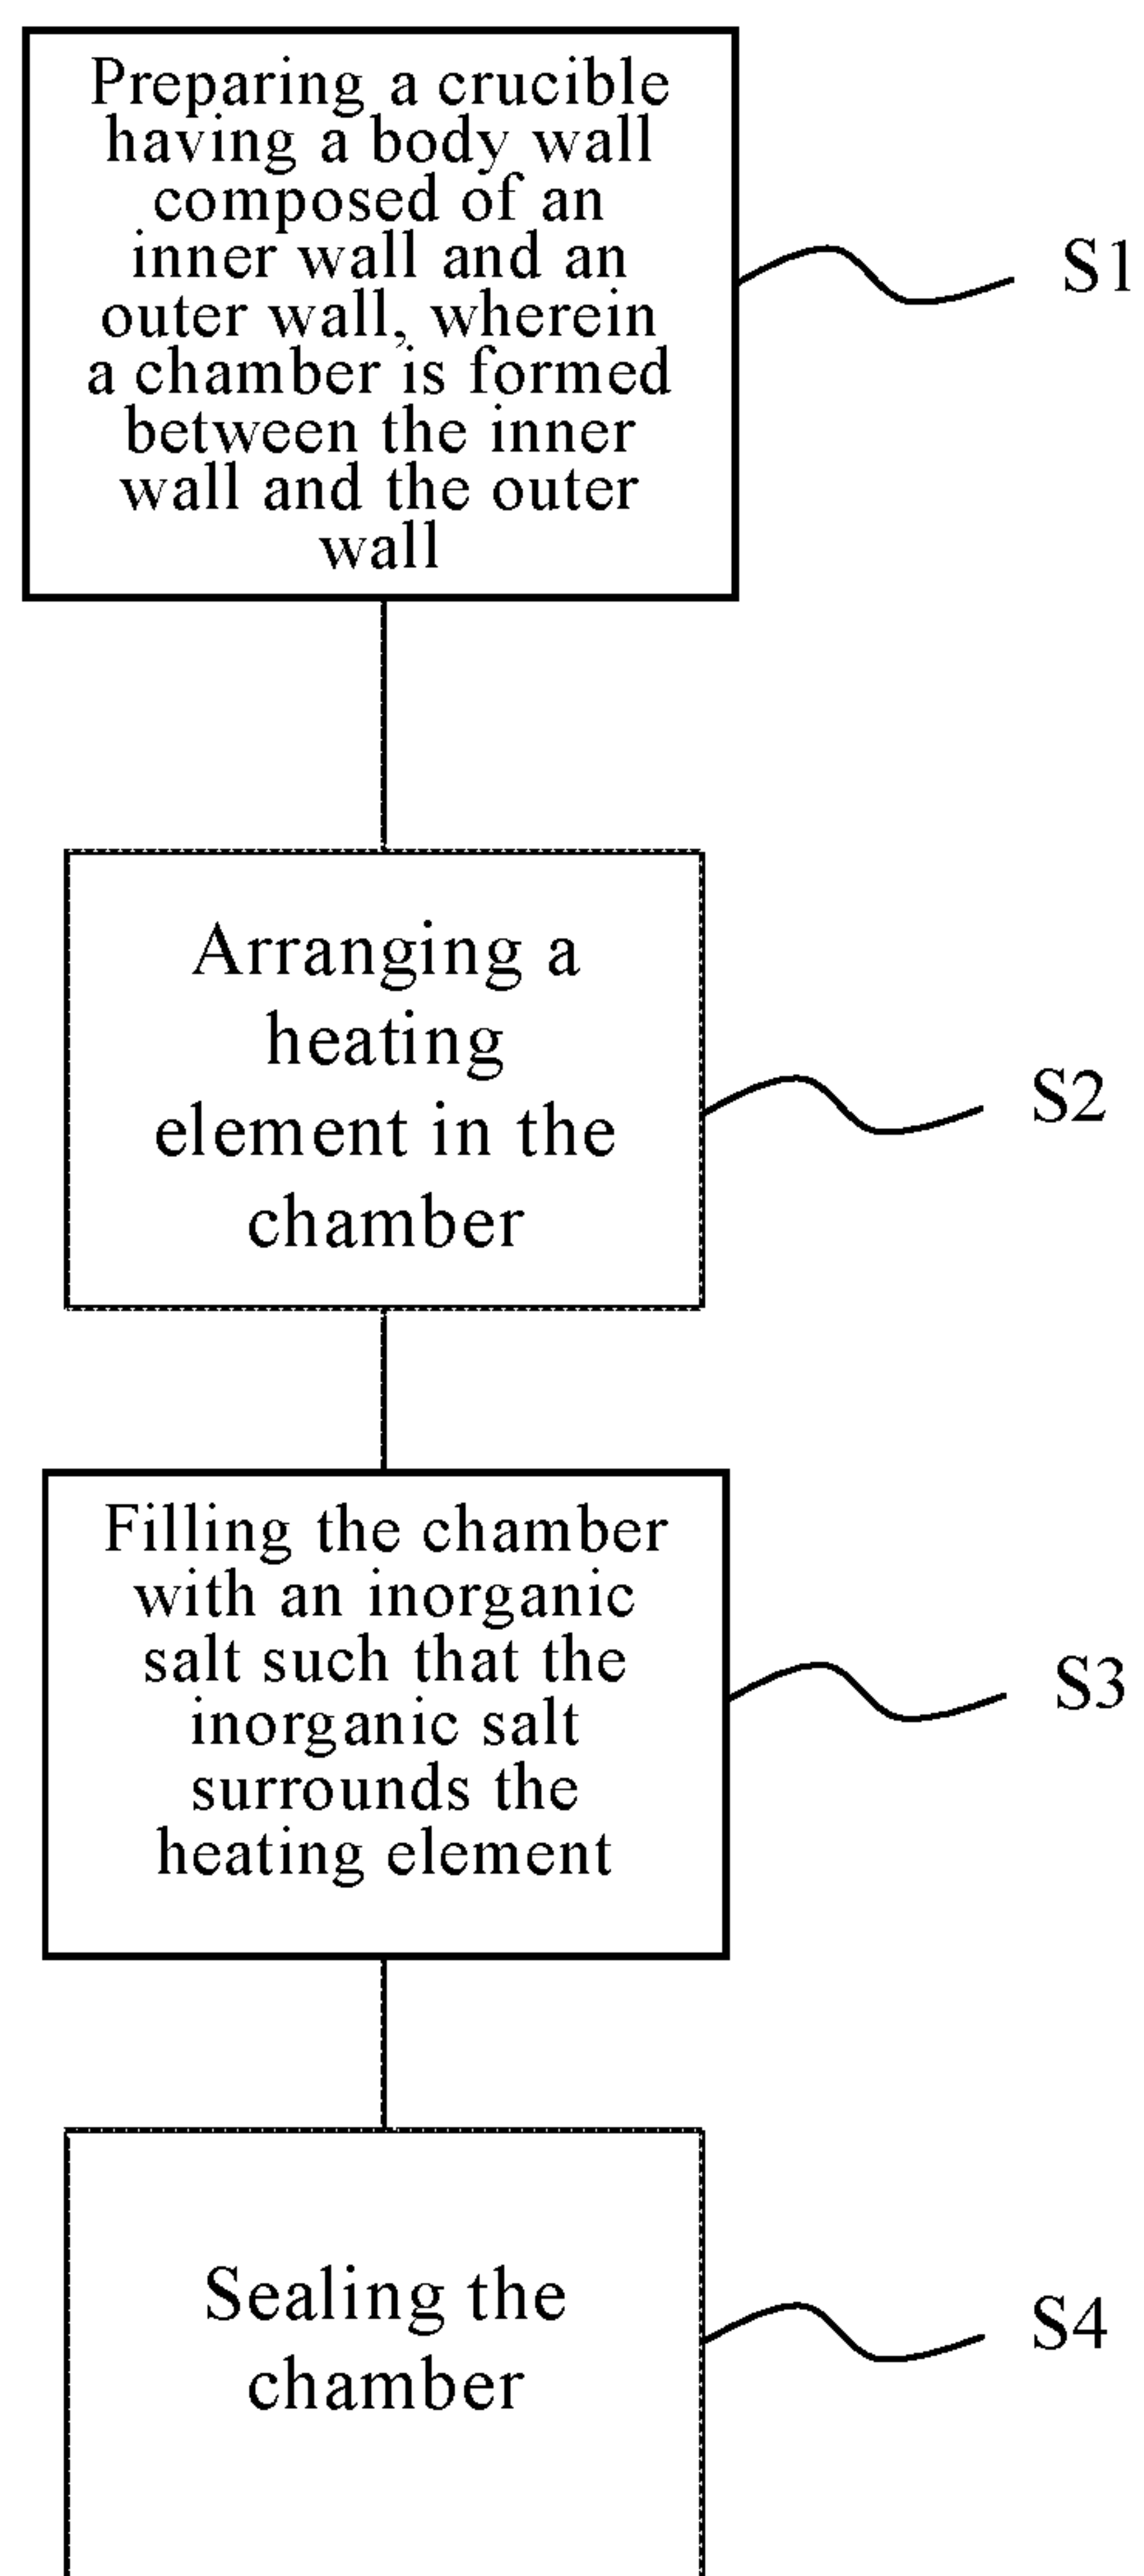 Preparing a crucible
having a body wall
composed of an
inner wall and an
outer wall, wherein
a chamber is formed
between the inner
wall and the outer
wall
S1
Arranging a
heating
element in the
chamber
S2
Filling the chamber
with an inorganic
salt such that the
inorganic salt
surrounds the
heating element
S3
Sealing the
chamber
S4